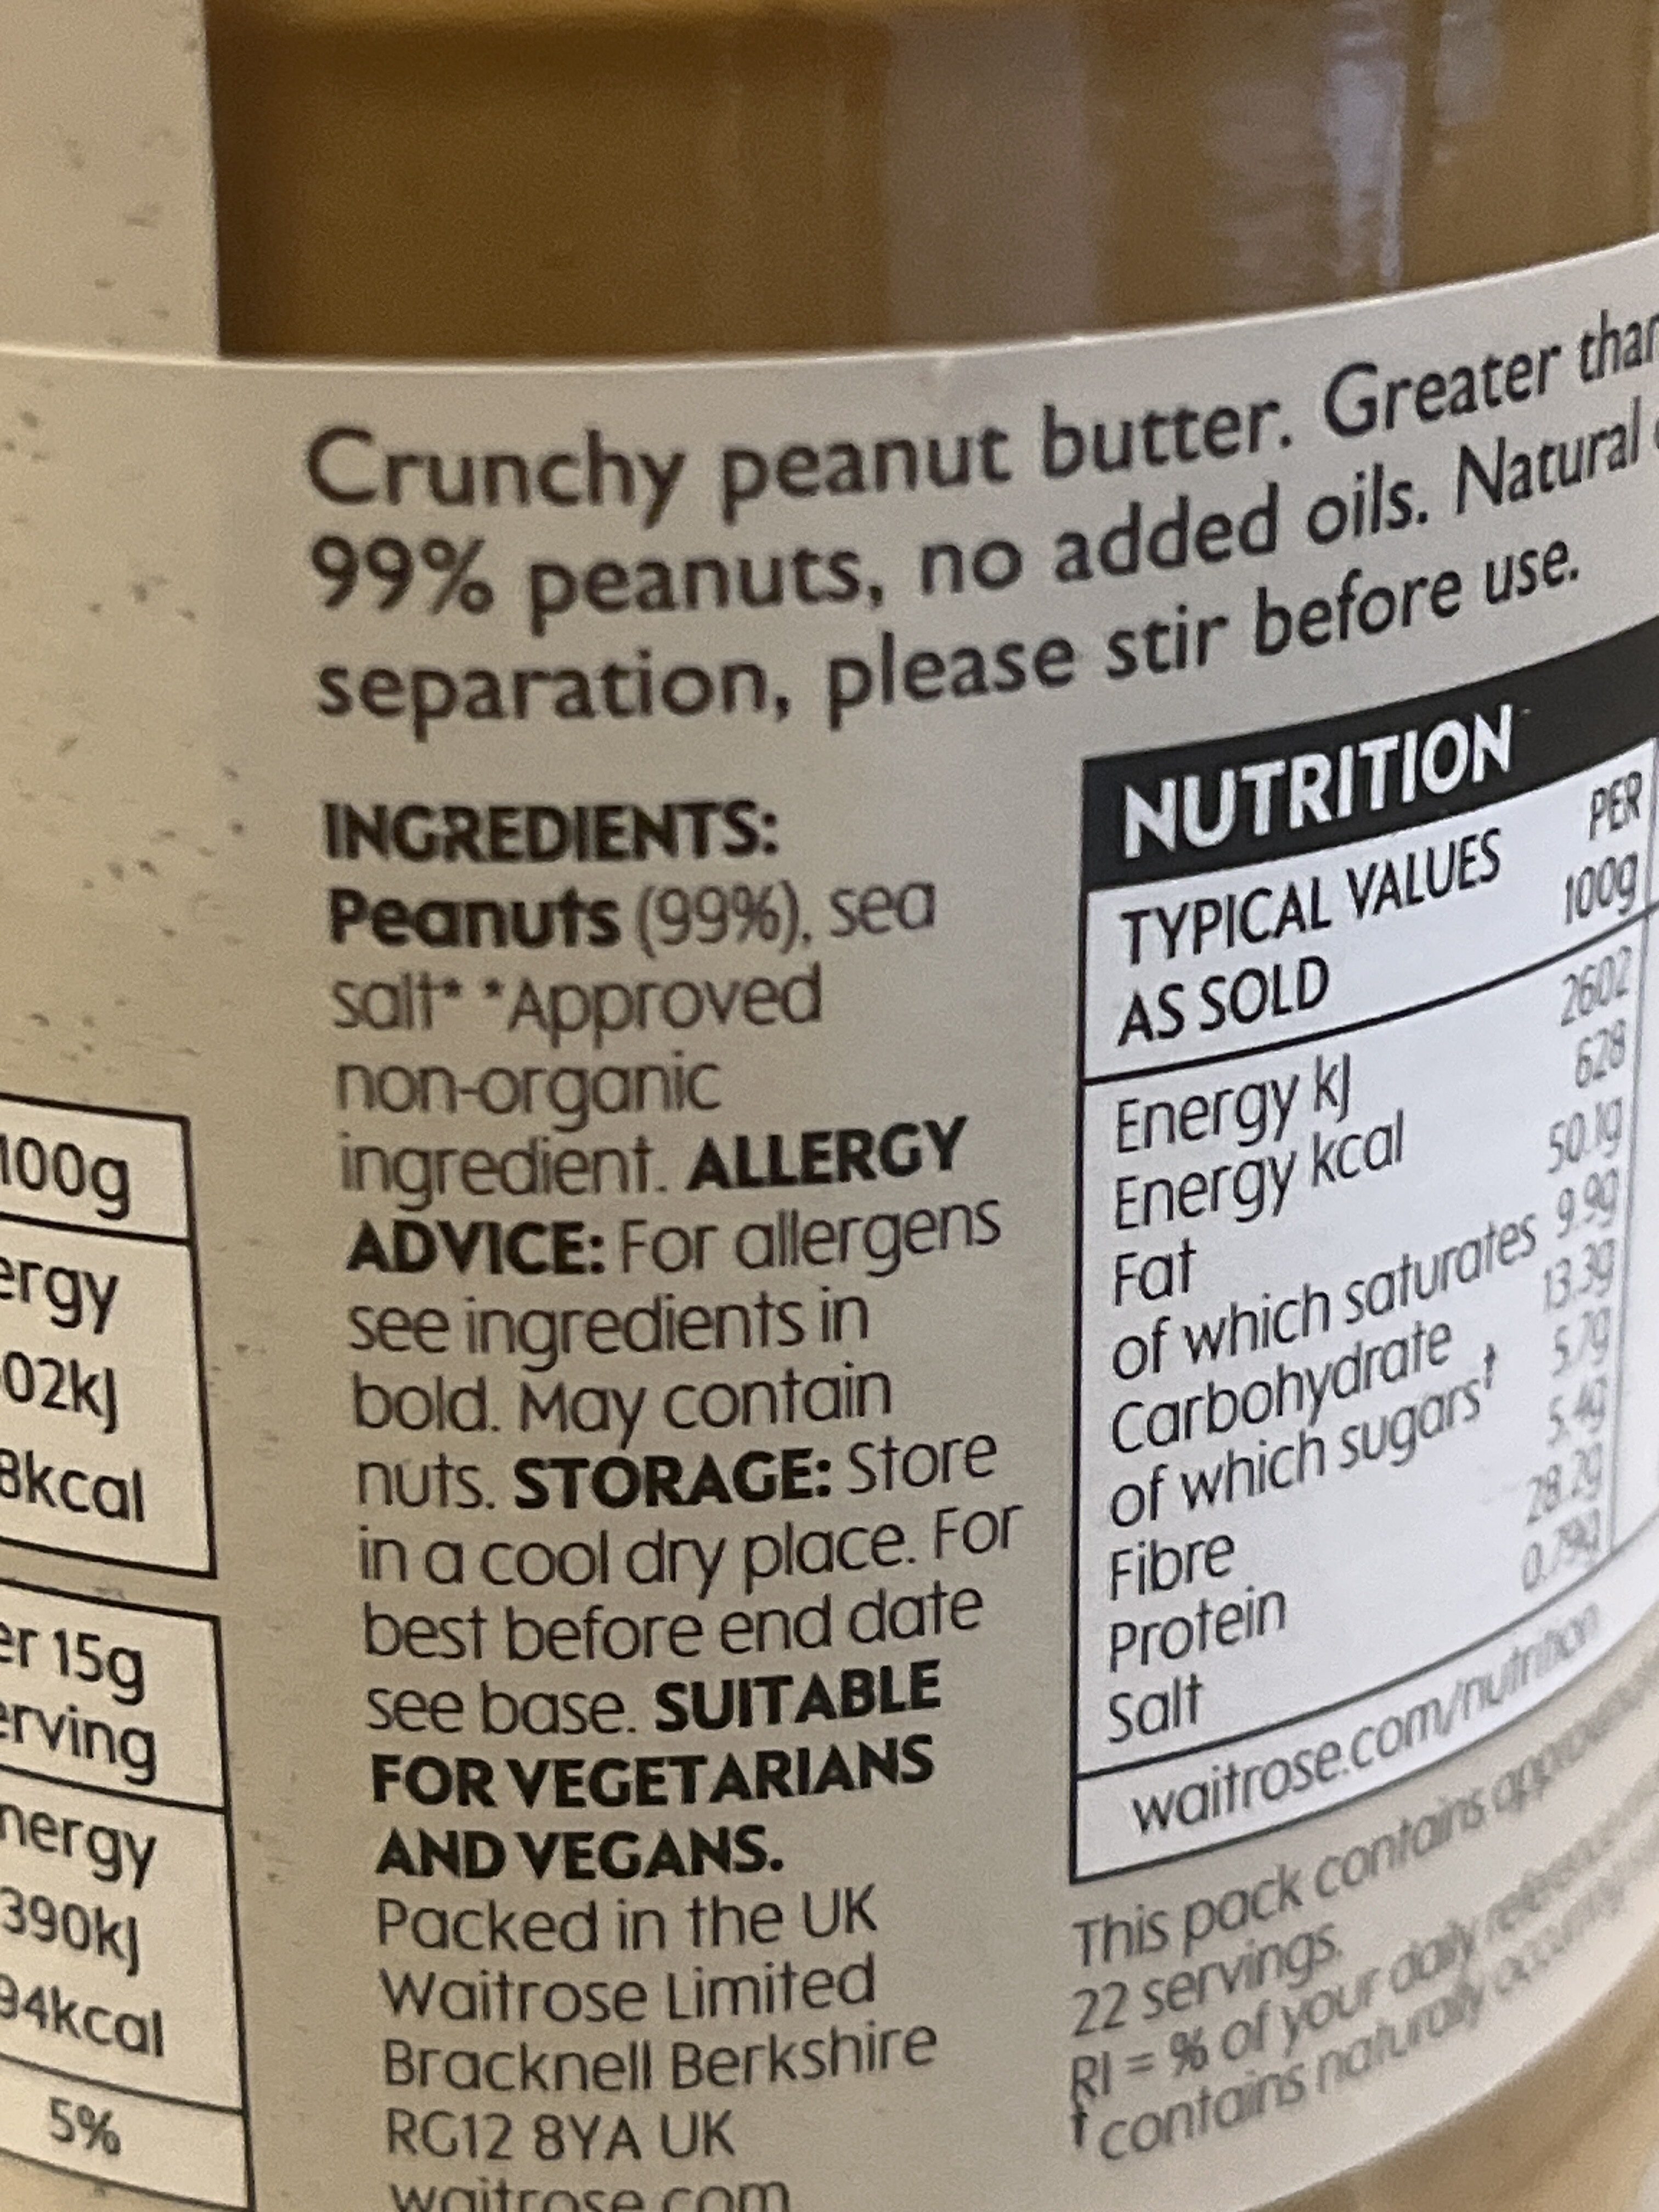 Crunchy peanut butter. Greater than
99% peanuts, no added oils. Natural
separation, please stir before use.
INGREDIENTS:
Peanuts (99%), sea
salt* *Approved
non-organic
ingredient. ALLERGY
ADVICE: For allergens
see ingredients in
bold. May contain
nuts. STORAGE: Store
in a cool dry place. For
best before end date
see base. SUITABLE
FOR VEGETARIANS
AND VEGANS.
Packed in the UK
Waitrose Limited
Bracknell Berkshire
RG12 8YA UK
waitrose.com
NUTRITION
TYPICAL VALUES PER
AS SOLD 100g
Energy kJ 2602
Energy kcal 628
Fat 50.1g
of which saturates 9.9g
Carbohydrate 13.3g
of which sugars† 5.7g
Fibre 5.4g
Protein 28.2g
Salt 0.79g
waitrose.com/nutrition
This pack contains
22 servings.
RI = % of your daily reference
† contains naturally
100g
ergy
02kJ
8kcal
er 15g
erving
nergy
390kJ
94kcal
5%